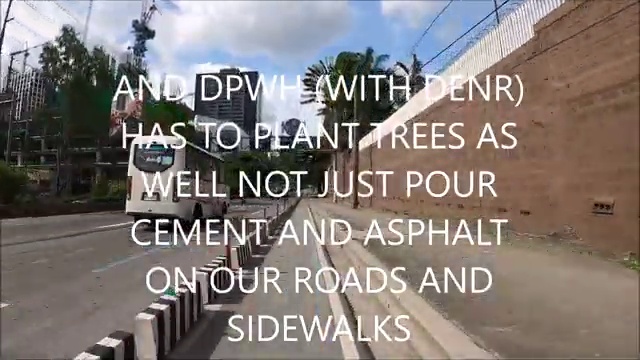 AND DPWH (WITH DENR)
HAS TO PLANT TREES AS
WELL NOT JUST POUR
CEMENT AND ASPHALT
ON OUR ROADS AND
SIDEWALKS